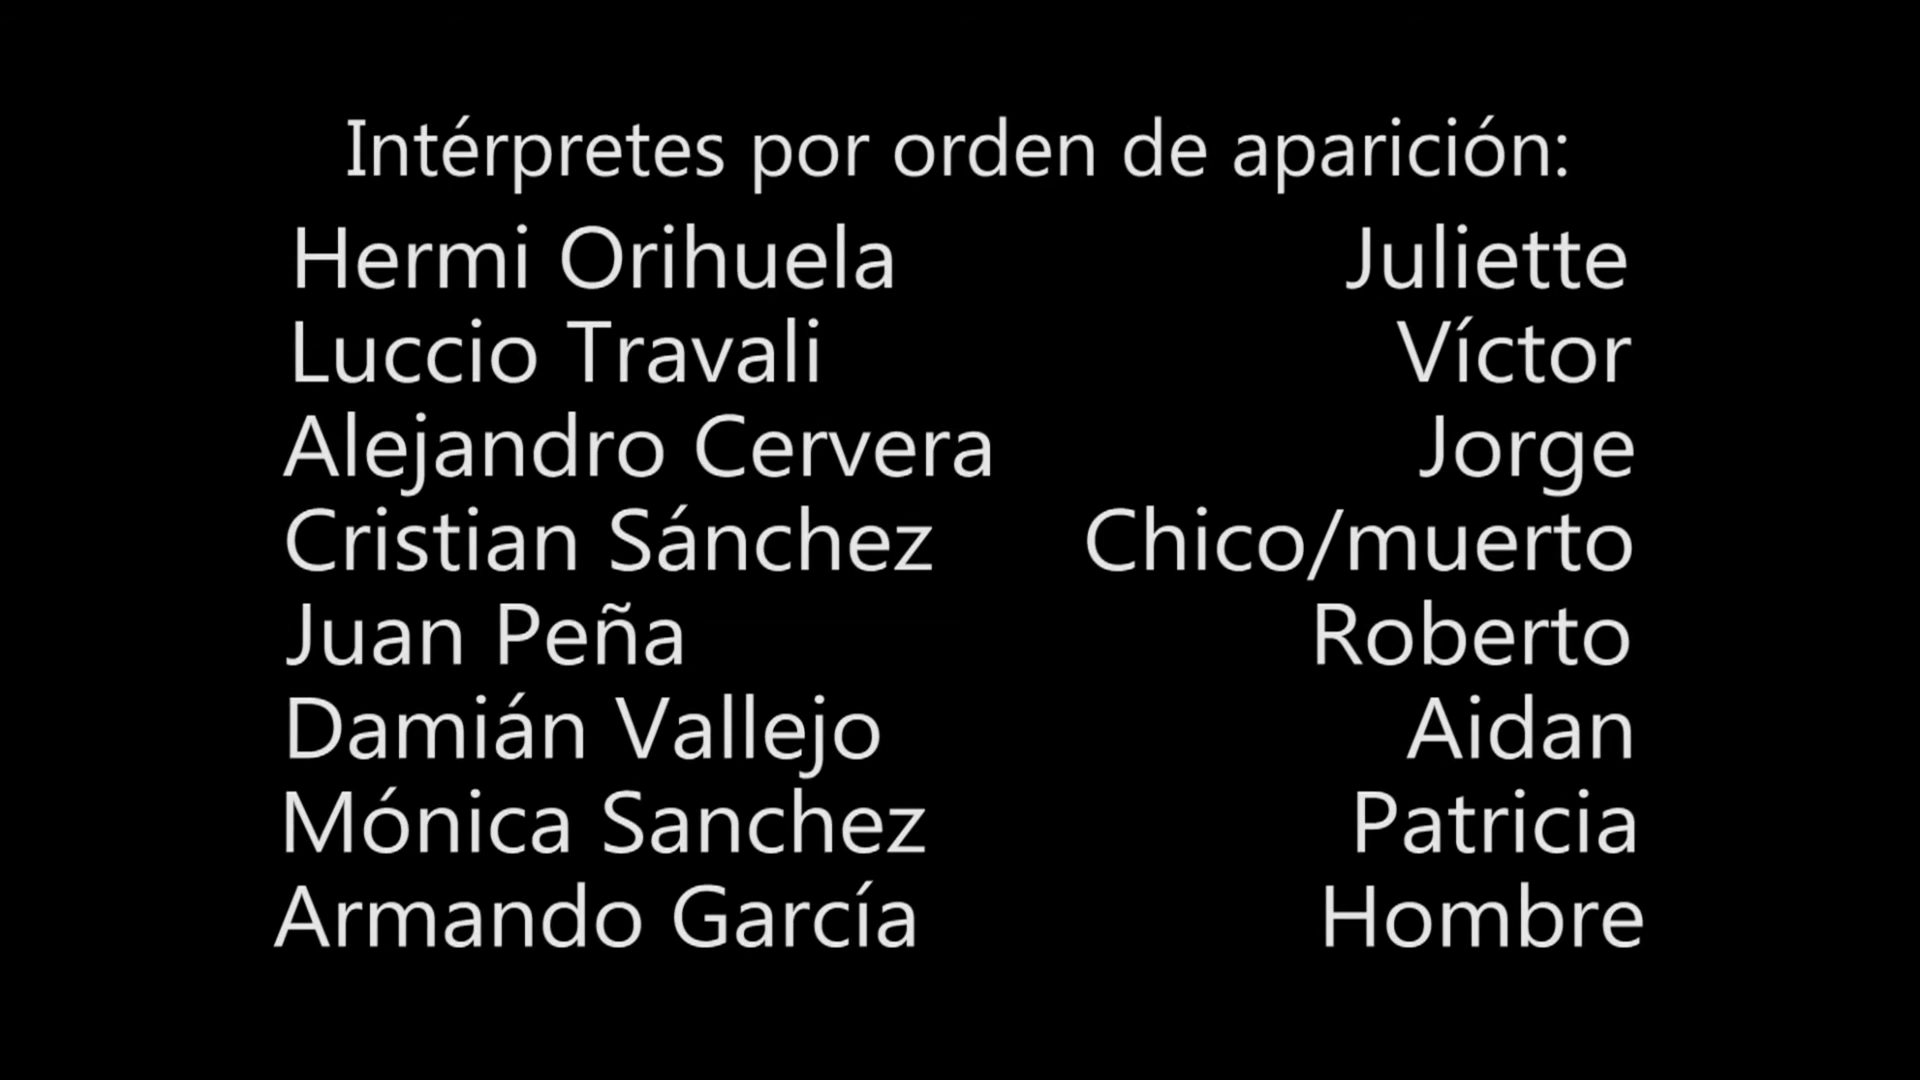 Intérpretes por orden de aparición:
Hermi Orihuela Juliette
Luccio Travali Víctor
Alejandro Cervera Jorge
Cristian Sánchez Chico/muerto
Juan Peña Roberto
Damián Vallejo Aidan
Mónica Sanchez Patricia
Armando García Hombre